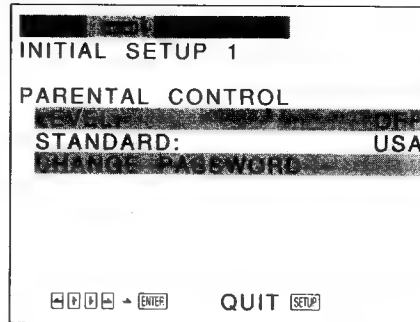 INITIAL SETUP 1
PARENTAL CONTROL
LEVEL: OFF
STANDARD: USA
CHANGE PASSWORD
ENTER QUIT SETUP